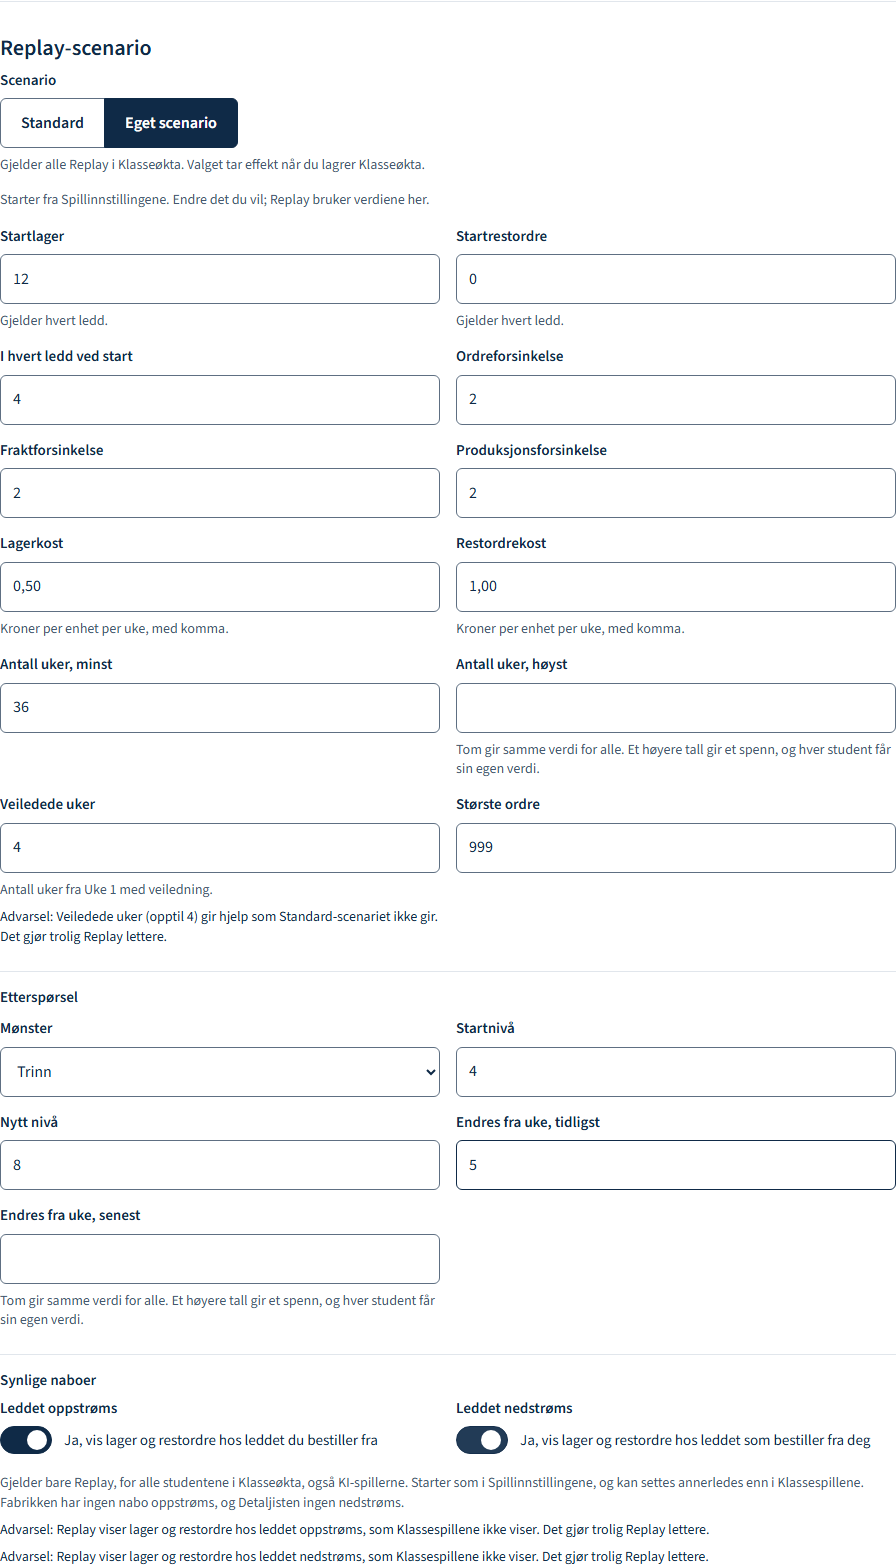 Replay-scenario
Scenario
Standard
Eget scenario
Gjelder alle Replay i Klasseøkta. Valget tar effekt når du lagrer Klasseøkta.
Starter fra Spillinnstillingene. Endre det du vil; Replay bruker verdiene her.
Startlager
Startrestordre
12
0
Gjelder hvert ledd.
Gjelder hvert ledd.
I hvert ledd ved start
Ordreforsinkelse
4
2
Fraktforsinkelse
Produksjonsforsinkelse
2
2
Lagerkost
Restordrekost
0,50
1,00
Kroner per enhet per uke, med komma.
Kroner per enhet per uke, med komma.
Antall uker, minst
Antall uker, høyst
36
Tom gir samme verdi for alle. Et høyere tall gir et spenn, og hver student får
sin egen verdi.
Veiledede uker
Største ordre
4
999
Antall uker fra Uke 1 med veiledning.
Advarsel: Veiledede uker (opptil 4) gir hjelp som Standard-scenariet ikke gir.
Det gjør trolig Replay lettere.
Etterspørsel
Mønster
Startnivå
Trinn
4
Nytt nivå
Endres fra uke, tidligst
8
5
Endres fra uke, senest
Tom gir samme verdi for alle. Et høyere tall gir et spenn, og hver student får
sin egen verdi.
Synlige naboer
Leddet oppstrøms
Leddet nedstrøms
Ja, vis lager og restordre hos leddet du bestiller fra
Ja, vis lager og restordre hos leddet som bestiller fra deg
Gjelder bare Replay, for alle studentene i Klasseøkta, også KI-spillerne. Starter som i Spillinnstillingene, og kan settes annerledes enn i Klassespillene.
Fabrikken har ingen nabo oppstrøms, og Detaljisten ingen nedstrøms.
Advarsel: Replay viser lager og restordre hos leddet oppstrøms, som Klassespillene ikke viser. Det gjør trolig Replay lettere.
Advarsel: Replay viser lager og restordre hos leddet nedstrøms, som Klassespillene ikke viser. Det gjør trolig Replay lettere.